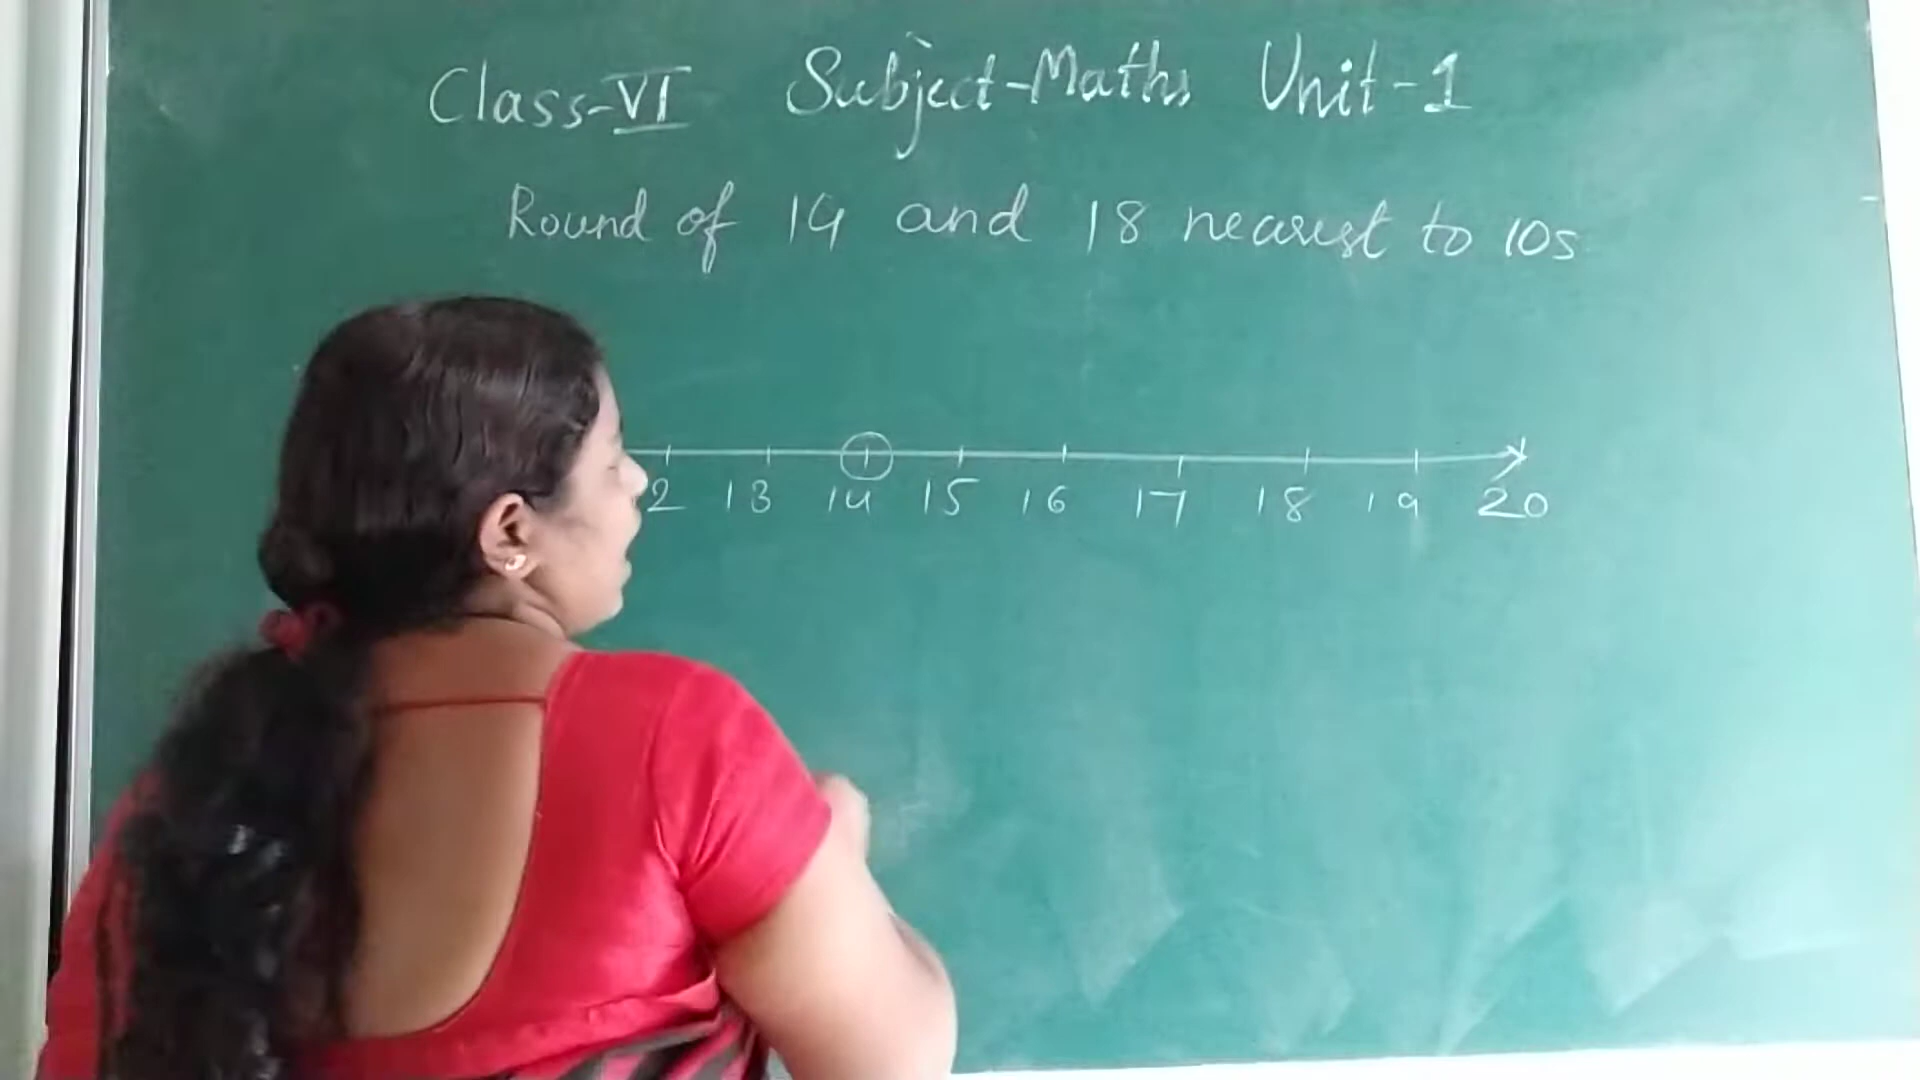 Class-VI Subject-Maths Unit-1
Round of 14 and 18 nearest to 10s
2 13 14 15 16 17 18 19 20